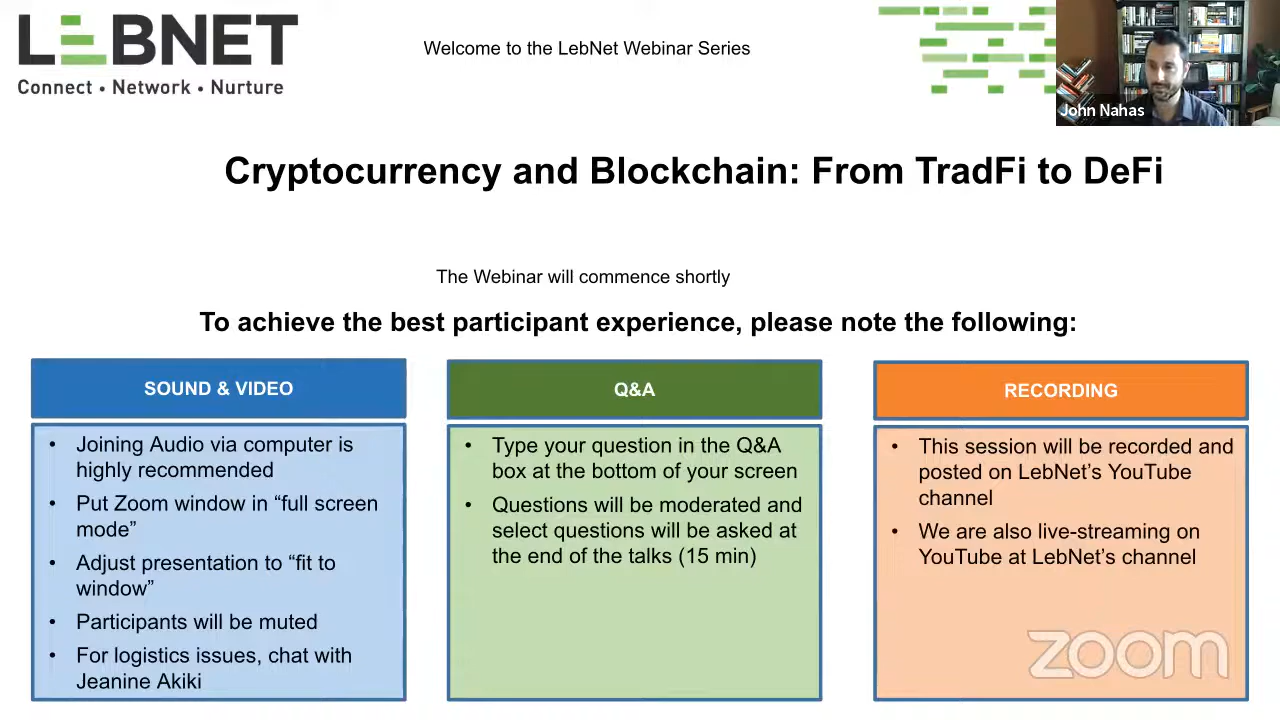 LEBNET
Connect • Network • Nurture
Welcome to the LebNet Webinar Series
John Nahas
Cryptocurrency and Blockchain: From TradFi to DeFi
The Webinar will commence shortly
To achieve the best participant experience, please note the following:
SOUND & VIDEO
• Joining Audio via computer is
highly recommended
• Put Zoom window in “full screen
mode”
• Adjust presentation to “fit to
window”
• Participants will be muted
• For logistics issues, chat with
Jeanine Akiki
Q&A
• Type your question in the Q&A
box at the bottom of your screen
• Questions will be moderated and
select questions will be asked at
the end of the talks (15 min)
RECORDING
• This session will be recorded and
posted on LebNet’s YouTube
channel
• We are also live-streaming on
YouTube at LebNet’s channel
zoom